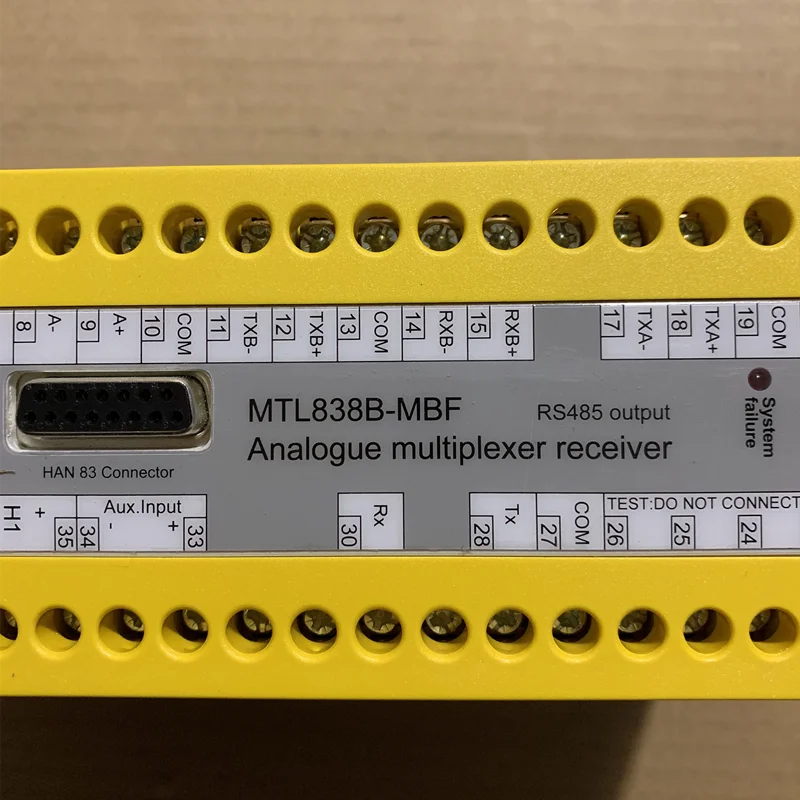 8 A- 9 A+ 10 COM 11 TXB- 12 TXB+ 13 COM 14 RXB- 15 RXB+ 17 TXA- 18 TXA+ 19 COM
MTL838B-MBF
RS485 output
System
failure
Analogue multiplexer receiver
HAN 83 Connector
H1 + 35 34 - Aux.Input + 33 30 Rx 28 Tx 27 COM 26 25 24
TEST:DO NOT CONNECT